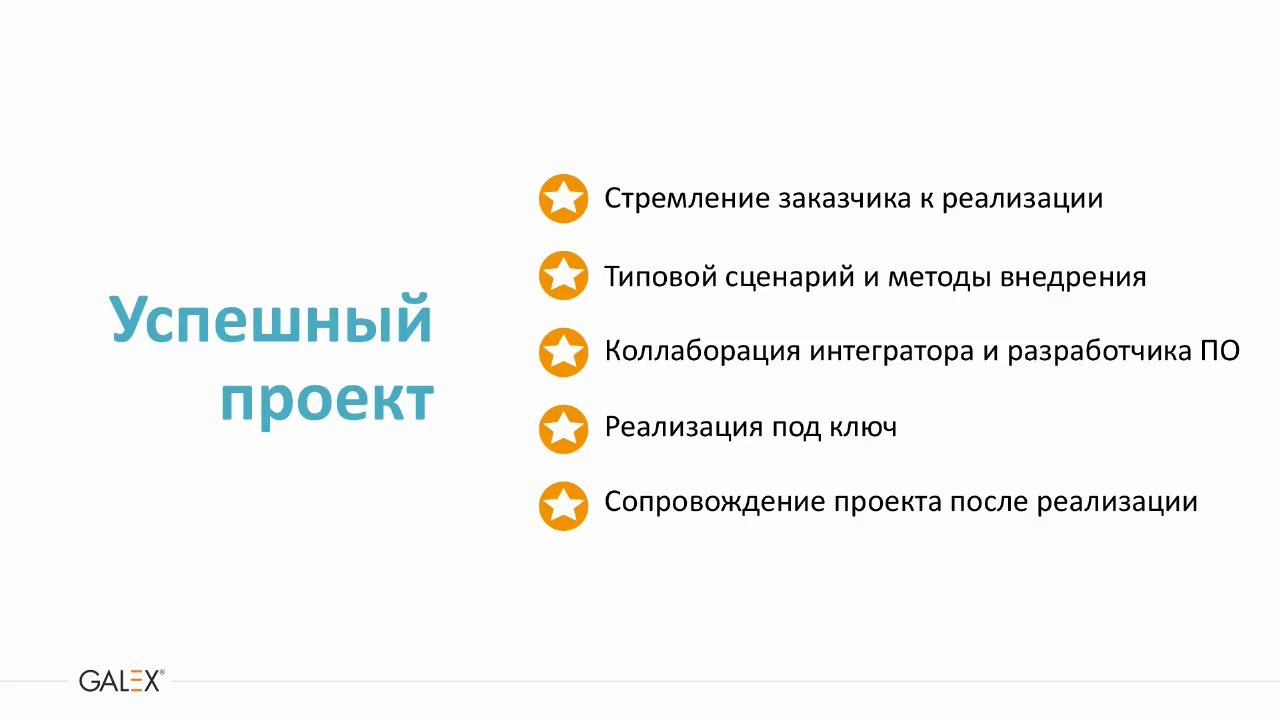 Успешный
проект
Стремление заказчика к реализации
Типовой сценарий и методы внедрения
Коллаборация интегратора и разработчика ПО
Реализация под ключ
Сопровождение проекта после реализации
GALEX®